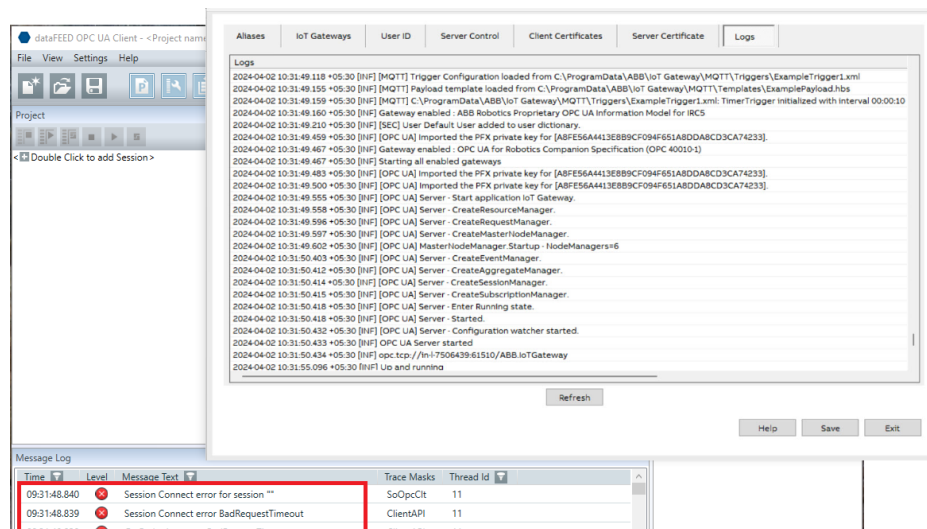 dataFEED OPC UA Client - <Project name
File View Settings Help
Project
< Double Click to add Session>
Aliases IoT Gateways User ID Server Control Client Certificates Server Certificate Logs
Logs
2024-04-02 10:31:49.118 +05:30 [INF] [MQTT] Trigger Configuration loaded from C:\ProgramData\ABB\IoT Gateway\MQTT\Triggers\ExampleTrigger1.xml
2024-04-02 10:31:49.155 +05:30 [INF] [MQTT] Payload template loaded from C:\ProgramData\ABB\IoT Gateway\MQTT\Templates\ExamplePayload.hbs
2024-04-02 10:31:49.159 +05:30 [INF] [MQTT] C:\ProgramData\ABB\IoT Gateway\MQTT\Triggers\ExampleTrigger1.xml: TimerTrigger initialized with interval 00:00:10
2024-04-02 10:31:49.160 +05:30 [INF] Gateway enabled : ABB Robotics Proprietary OPC UA Information Model for IRC5
2024-04-02 10:31:49.210 +05:30 [INF] [SEC] User Default User added to user dictionary.
2024-04-02 10:31:49.459 +05:30 [INF] [OPC UA] Imported the PFX private key for [A8FE56A4413E8B9CF094F651A8DDA8CD3CA74233].
2024-04-02 10:31:49.467 +05:30 [INF] Gateway enabled : OPC UA for Robotics Companion Specification (OPC 40010-1)
2024-04-02 10:31:49.467 +05:30 [INF] Starting all enabled gateways
2024-04-02 10:31:49.483 +05:30 [INF] [OPC UA] Imported the PFX private key for [A8FE56A4413E8B9CF094F651A8DDA8CD3CA74233].
2024-04-02 10:31:49.500 +05:30 [INF] [OPC UA] Imported the PFX private key for [A8FE56A4413E8B9CF094F651A8DDA8CD3CA74233].
2024-04-02 10:31:49.555 +05:30 [INF] [OPC UA] Server - Start application IoT Gateway.
2024-04-02 10:31:49.558 +05:30 [INF] [OPC UA] Server - CreateResourceManager.
2024-04-02 10:31:49.596 +05:30 [INF] [OPC UA] Server - CreateRequestManager.
2024-04-02 10:31:49.597 +05:30 [INF] [OPC UA] Server - CreateMasterNodeManager.
2024-04-02 10:31:49.602 +05:30 [INF] [OPC UA] MasterNodeManager.Startup - NodeManagers=6
2024-04-02 10:31:50.403 +05:30 [INF] [OPC UA] Server - CreateEventManager.
2024-04-02 10:31:50.412 +05:30 [INF] [OPC UA] Server - CreateAggregateManager.
2024-04-02 10:31:50.414 +05:30 [INF] [OPC UA] Server - CreateSessionManager.
2024-04-02 10:31:50.415 +05:30 [INF] [OPC UA] Server - CreateSubscriptionManager.
2024-04-02 10:31:50.418 +05:30 [INF] [OPC UA] Server - Enter Running state.
2024-04-02 10:31:50.418 +05:30 [INF] [OPC UA] Server - Started.
2024-04-02 10:31:50.432 +05:30 [INF] [OPC UA] Server - Configuration watcher started.
2024-04-02 10:31:50.433 +05:30 [INF] OPC UA Server started
2024-04-02 10:31:50.434 +05:30 [INF] opc.tcp://in-l-7506439:61510/ABB.IoTGateway
2024-04-02 10:31:55.096 +05:30 [INF] Up and running
Refresh
Help Save Exit
Message Log
Time Level Message Text Trace Masks Thread Id
09:31:48.840 Session Connect error for session "" SoOpcClt 11
09:31:48.839 Session Connect error BadRequestTimeout ClientAPI 11